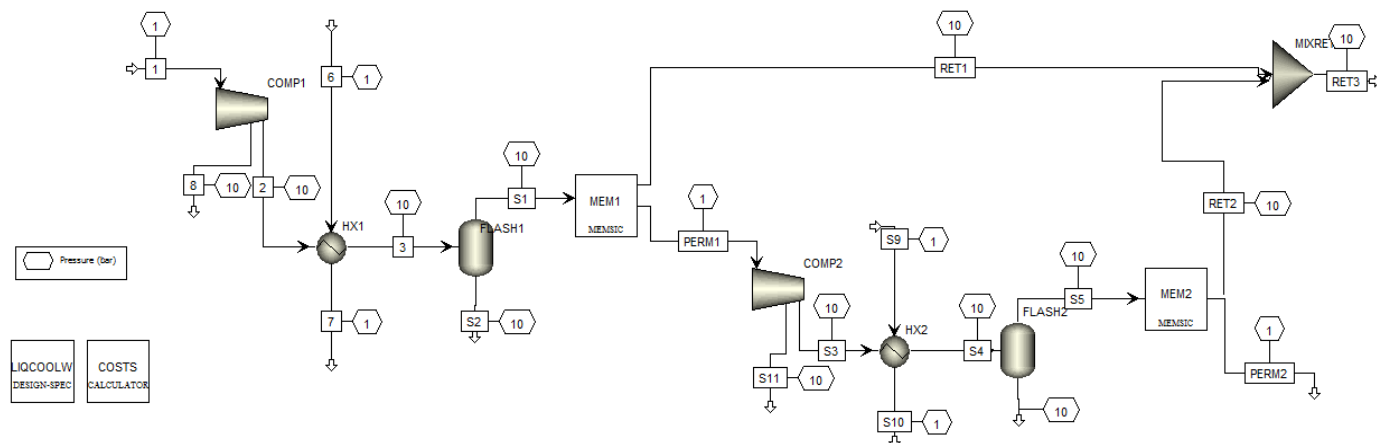 10
10
1
1
10
MIXRET
RET1
RET3
1
COMP1
6
1
10
10
10
S1
1
8
10
2
10
MEM1
MEMSIC
S9
1
RET2
10
HX1
FLASH1
PERM1
10
3
COMP2
10
S5
MEM2
MEMSIC
Pressure (bar)
10
HX2
FLASH2
1
7
1
S2
10
S3
S4
LIQCOOLW
DESIGN-SPEC
COSTS
CALCULATOR
S11
10
PERM2
S10
1
10